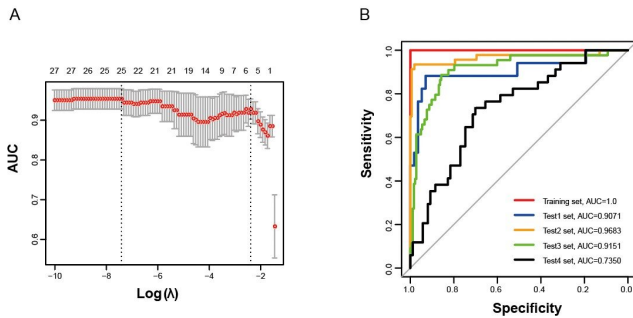 A
27 27 26 25 25 22 21 21 19 14 9 7 6 5 1
AUC
0.9
0.8
0.7
0.6
−10 −8 −6 −4 −2
Log(λ)
B
Sensitivity
1.0
0.8
0.6
0.4
0.2
0.0
Training set, AUC=1.0
Test1 set, AUC=0.9071
Test2 set, AUC=0.9683
Test3 set, AUC=0.9151
Test4 set, AUC=0.7350
1.0 0.8 0.6 0.4 0.2 0.0
Specificity